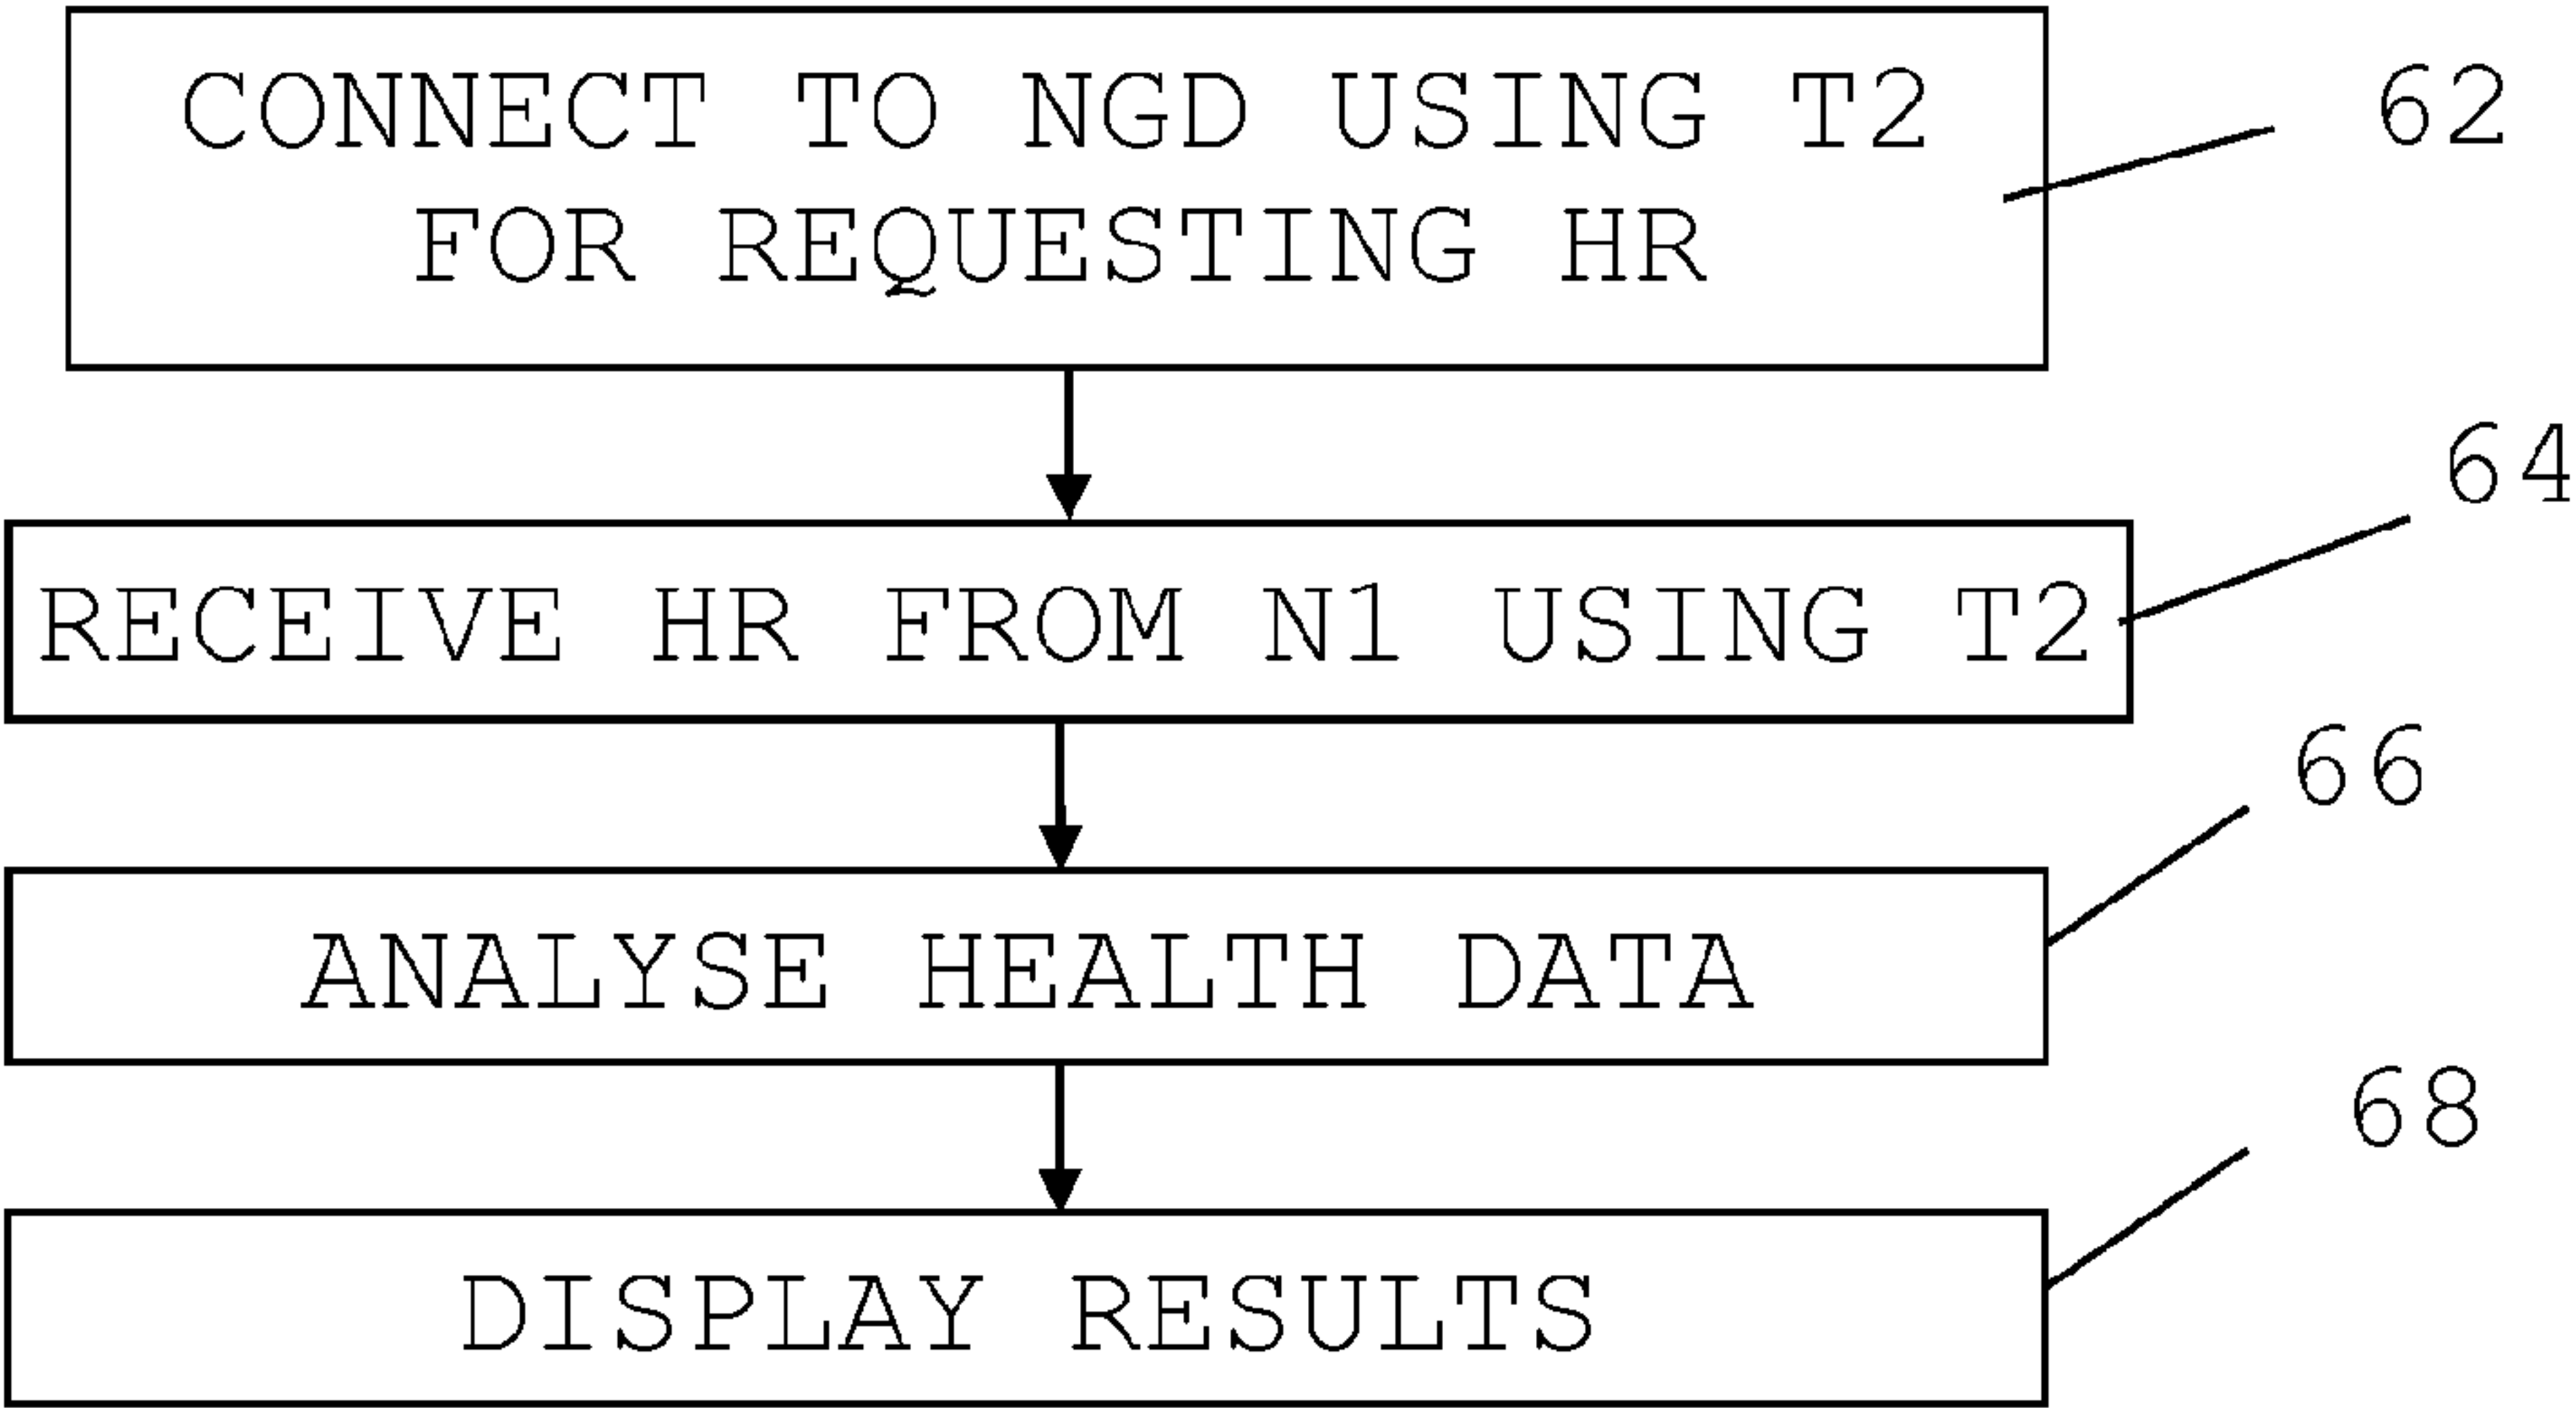 CONNECT TO NGD USING T2
FOR REQUESTING HR
62
RECEIVE HR FROM N1 USING T2
64
ANALYSE HEALTH DATA
66
DISPLAY RESULTS
68